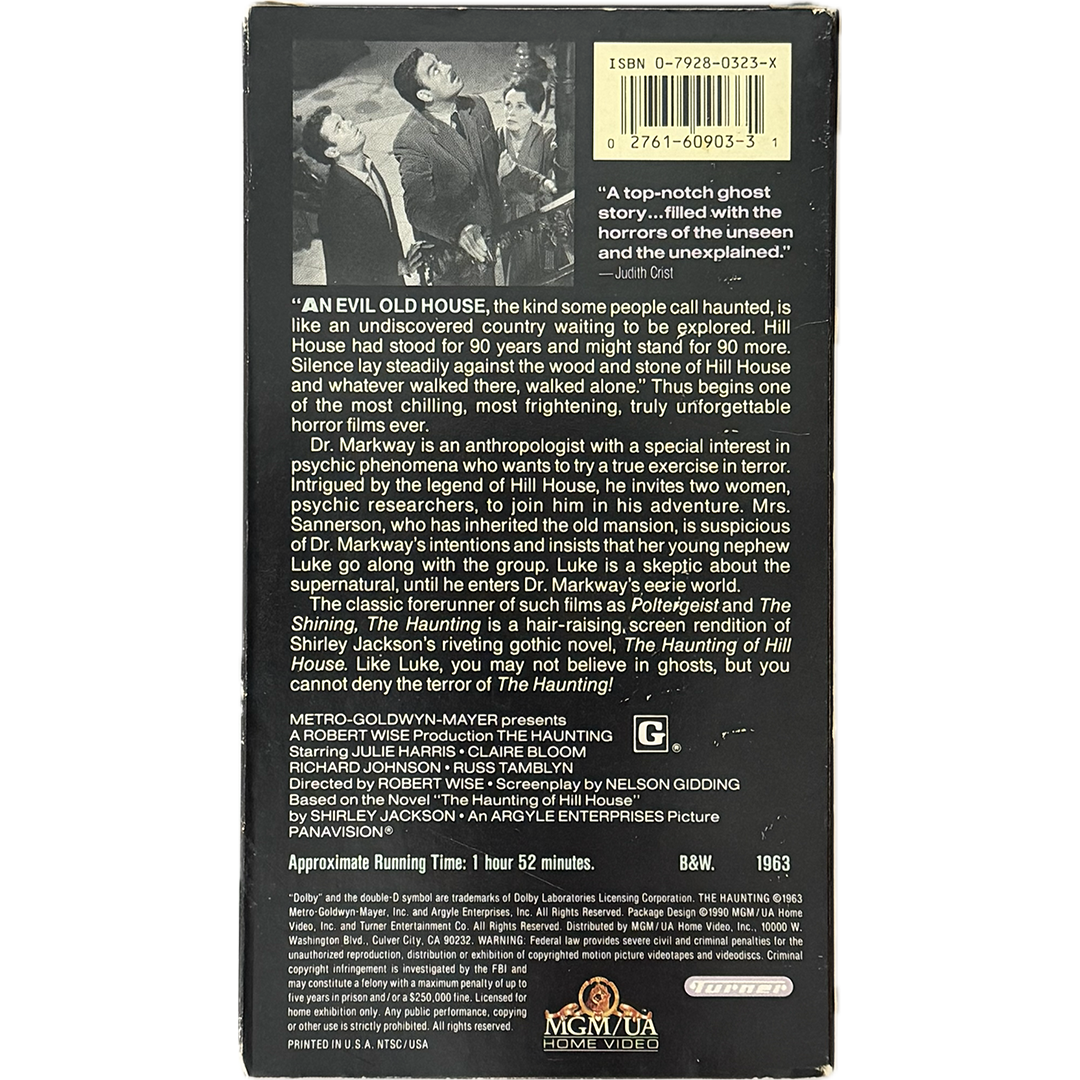 ISBN 0-7928-0323-X
0 2761-60903-3 1
"A top-notch ghost
story...filled with the
horrors of the unseen
and the unexplained."
—Judith Crist
"AN EVIL OLD HOUSE, the kind some people call haunted, is
like an undiscovered country waiting to be explored. Hill
House had stood for 90 years and might stand for 90 more.
Silence lay steadily against the wood and stone of Hill House
and whatever walked there, walked alone." Thus begins one
of the most chilling, most frightening, truly unforgettable
horror films ever.
Dr. Markway is an anthropologist with a special interest in
psychic phenomena who wants to try a true exercise in terror.
Intrigued by the legend of Hill House, he invites two women,
psychic researchers, to join him in his adventure. Mrs.
Sannerson, who has inherited the old mansion, is suspicious
of Dr. Markway's intentions and insists that her young nephew
Luke go along with the group. Luke is a skeptic about the
supernatural, until he enters Dr. Markway's eerie world.
The classic forerunner of such films as Poltergeist and The
Shining, The Haunting is a hair-raising screen rendition of
Shirley Jackson's riveting gothic novel, The Haunting of Hill
House. Like Luke, you may not believe in ghosts, but you
cannot deny the terror of The Haunting!
METRO-GOLDWYN-MAYER presents
A ROBERT WISE Production THE HAUNTING
Starring JULIE HARRIS • CLAIRE BLOOM
RICHARD JOHNSON • RUSS TAMBLYN
Directed by ROBERT WISE • Screenplay by NELSON GIDDING
Based on the Novel "The Haunting of Hill House"
by SHIRLEY JACKSON • An ARGYLE ENTERPRISES Picture
PANAVISION®
G ®
Approximate Running Time: 1 hour 52 minutes. B&W. 1963
"Dolby" and the double-D symbol are trademarks of Dolby Laboratories Licensing Corporation. THE HAUNTING ©1963
Metro-Goldwyn-Mayer, Inc. and Argyle Enterprises, Inc. All Rights Reserved. Package Design ©1990 MGM/UA Home
Video, Inc. and Turner Entertainment Co. All Rights Reserved. Distributed by MGM/UA Home Video, Inc., 10000 W.
Washington Blvd., Culver City, CA 90232. WARNING: Federal law provides severe civil and criminal penalties for the
unauthorized reproduction, distribution or exhibition of copyrighted motion picture videotapes and videodiscs. Criminal
copyright infringement is investigated by the FBI and
may constitute a felony with a maximum penalty of up to
five years in prison and/or a $250,000 fine. Licensed for
home exhibition only. Any public performance, copying
or other use is strictly prohibited. All rights reserved.
PRINTED IN U.S.A. NTSC/USA
MGM/UA
HOME VIDEO
Turner